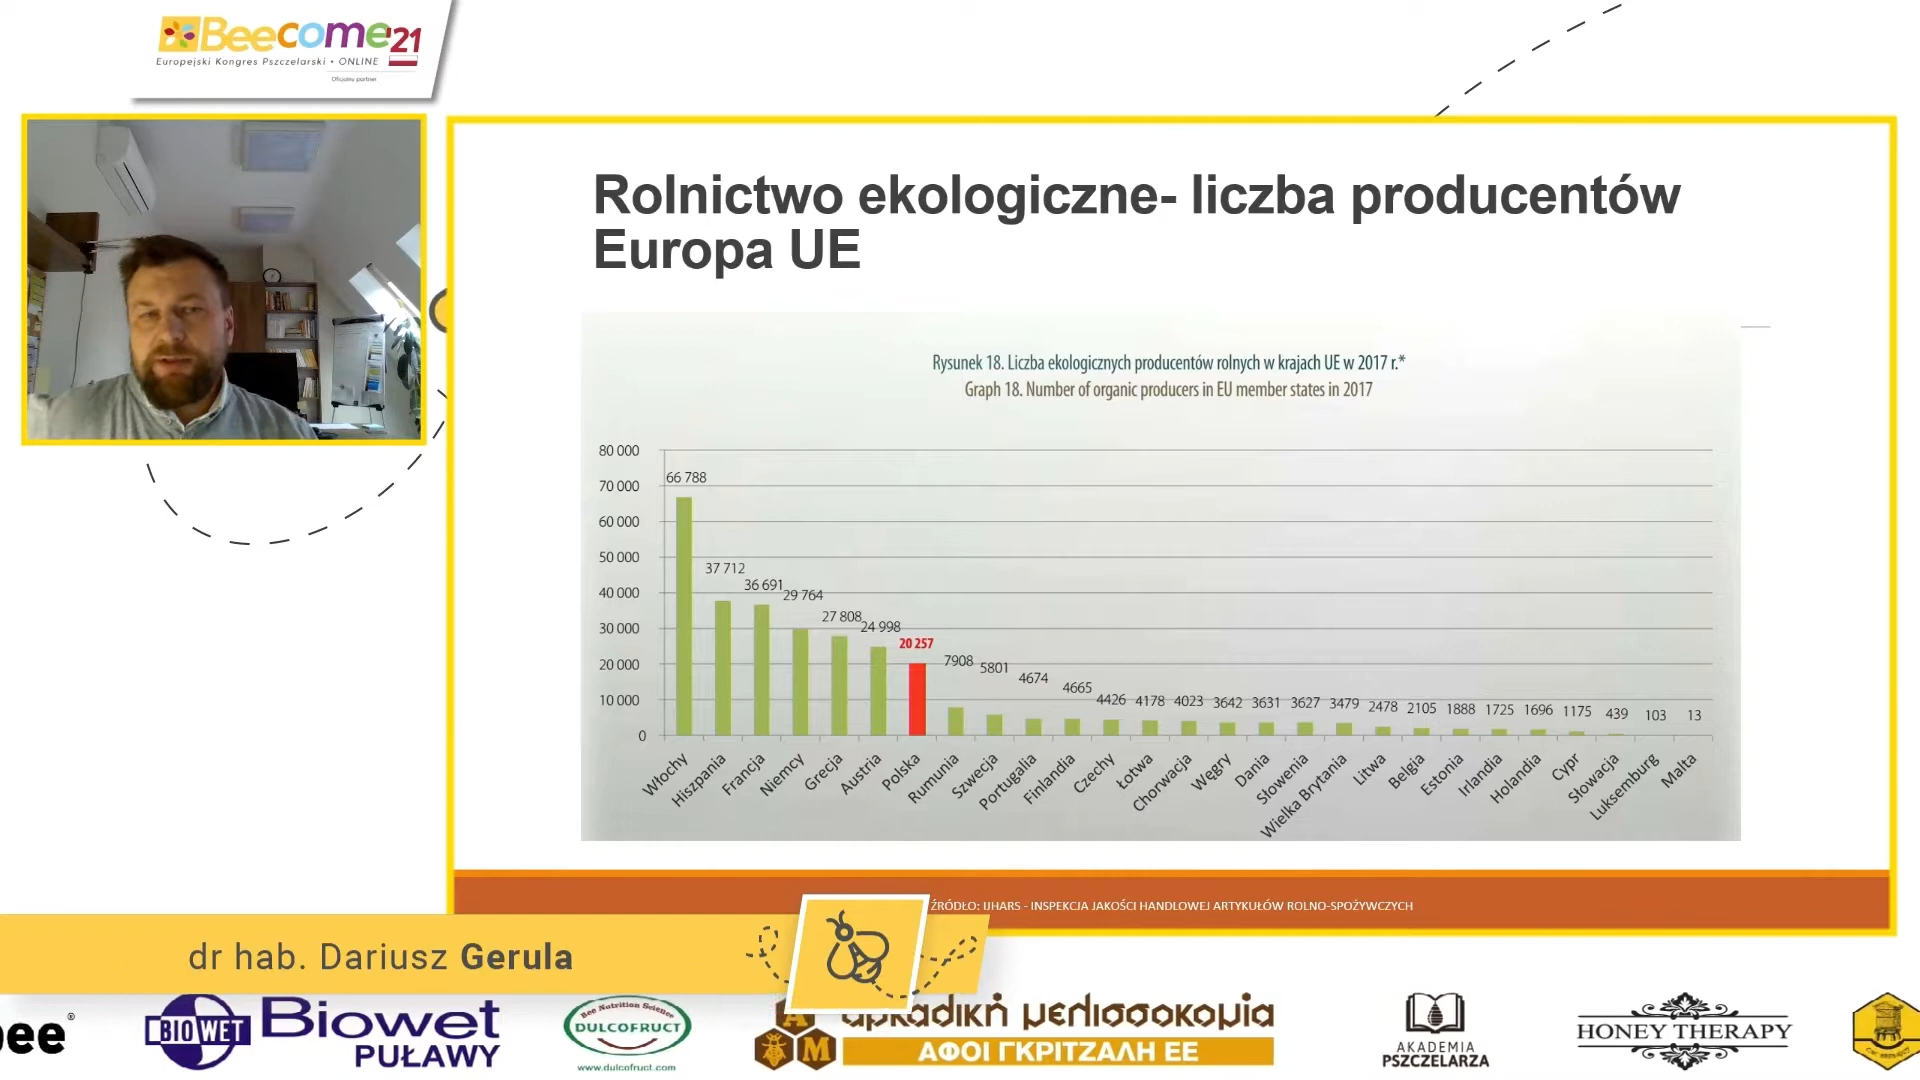 Beecome'21
Europejski Kongres Pszczelarski • ONLINE
Oficjalny partner
Rolnictwo ekologiczne- liczba producentów
Europa UE
Rysunek 18. Liczba ekologicznych producentów rolnych w krajach UE w 2017 r.*
Graph 18. Number of organic producers in EU member states in 2017
80 000
70 000
60 000
50 000
40 000
30 000
20 000
10 000
0
66 788
37 712
36 691
29 764
27 808
24 998
20 257
7908
5801
4674
4665
4426
4178
4023
3642
3631
3627
3479
2478
2105
1888
1725
1696
1175
439
103
13
Włochy
Hiszpania
Francja
Niemcy
Grecja
Austria
Polska
Rumunia
Szwecja
Portugalia
Finlandia
Czechy
Łotwa
Chorwacja
Węgry
Dania
Słowenia
Wielka Brytania
Litwa
Belgia
Estonia
Irlandia
Holandia
Cypr
Słowacja
Luksemburg
Malta
ŹRÓDŁO: IJHARS - INSPEKCJA JAKOŚCI HANDLOWEJ ARTYKUŁÓW ROLNO-SPOŻYWCZYCH
dr hab. Dariusz Gerula
bee®
BIOWET
Biowet
PUŁAWY
Bee Nutrition Science
DULCOFRUCT
www.dulcofruct.com
A M
αρκαδική μελισσοκομία
ΑΦΟΙ ΓΚΡΙΤΖΑΛΗ ΕΕ
AKADEMIA
PSZCZELARZA
HONEY THERAPY